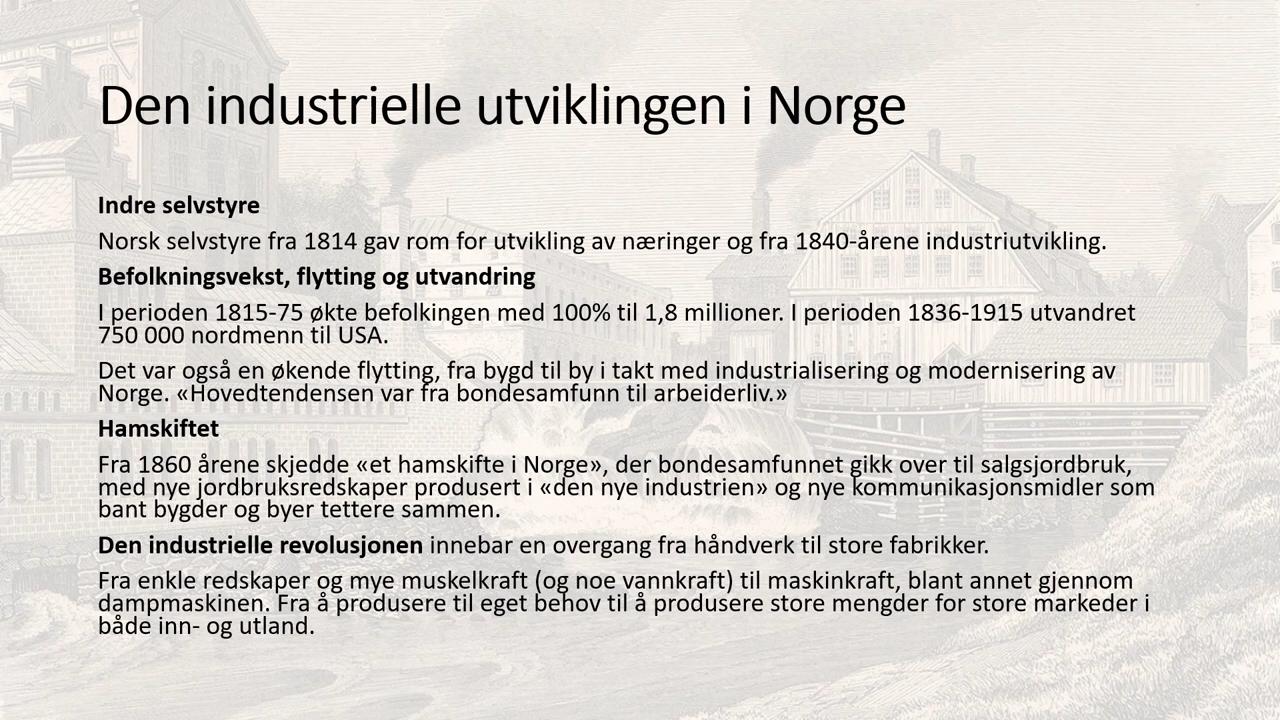 Den industrielle utviklingen i Norge
Indre selvstyre
Norsk selvstyre fra 1814 gav rom for utvikling av næringer og fra 1840-årene industriutvikling.
Befolkningsvekst, flytting og utvandring
I perioden 1815-75 økte befolkingen med 100% til 1,8 millioner. I perioden 1836-1915 utvandret
750 000 nordmenn til USA.
Det var også en økende flytting, fra bygd til by i takt med industrialisering og modernisering av
Norge. «Hovedtendensen var fra bondesamfunn til arbeiderliv.»
Hamskiftet
Fra 1860 årene skjedde «et hamskifte i Norge», der bondesamfunnet gikk over til salgsjordbruk,
med nye jordbruksredskaper produsert i «den nye industrien» og nye kommunikasjonsmidler som
bant bygder og byer tettere sammen.
Den industrielle revolusjonen innebar en overgang fra håndverk til store fabrikker.
Fra enkle redskaper og mye muskelkraft (og noe vannkraft) til maskinkraft, blant annet gjennom
dampmaskinen. Fra å produsere til eget behov til å produsere store mengder for store markeder i
både inn- og utland.